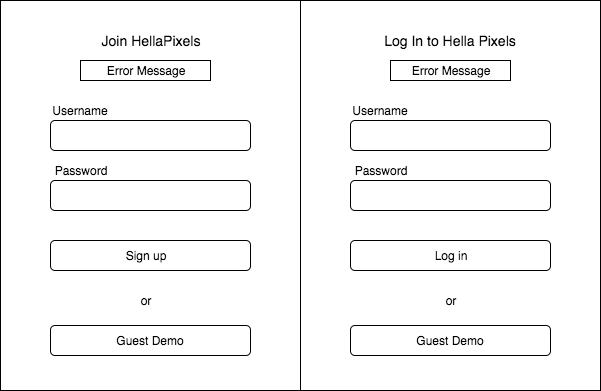 Join HellaPixels
Error Message
Username
Password
Sign up
or
Guest Demo
Log In to Hella Pixels
Error Message
Username
Password
Log in
or
Guest Demo